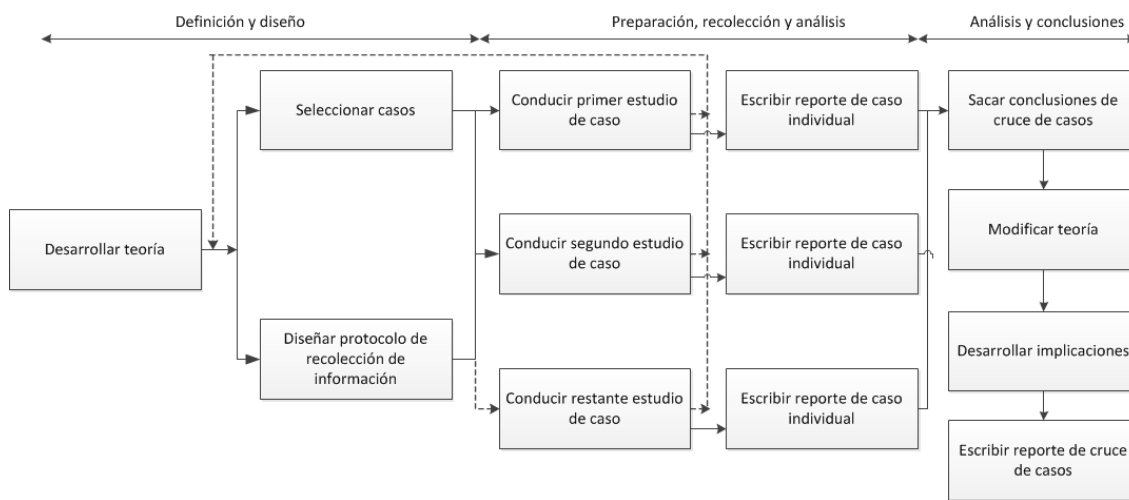 Definición y diseño
Preparación, recolección y análisis
Análisis y conclusiones
Desarrollar teoría
Seleccionar casos
Diseñar protocolo de
recolección de
información
Conducir primer estudio
de caso
Escribir reporte de caso
individual
Conducir segundo estudio
de caso
Escribir reporte de caso
individual
Conducir restante estudio
de caso
Escribir reporte de caso
individual
Sacar conclusiones de
cruce de casos
Modificar teoría
Desarrollar implicaciones
Escribir reporte de cruce
de casos